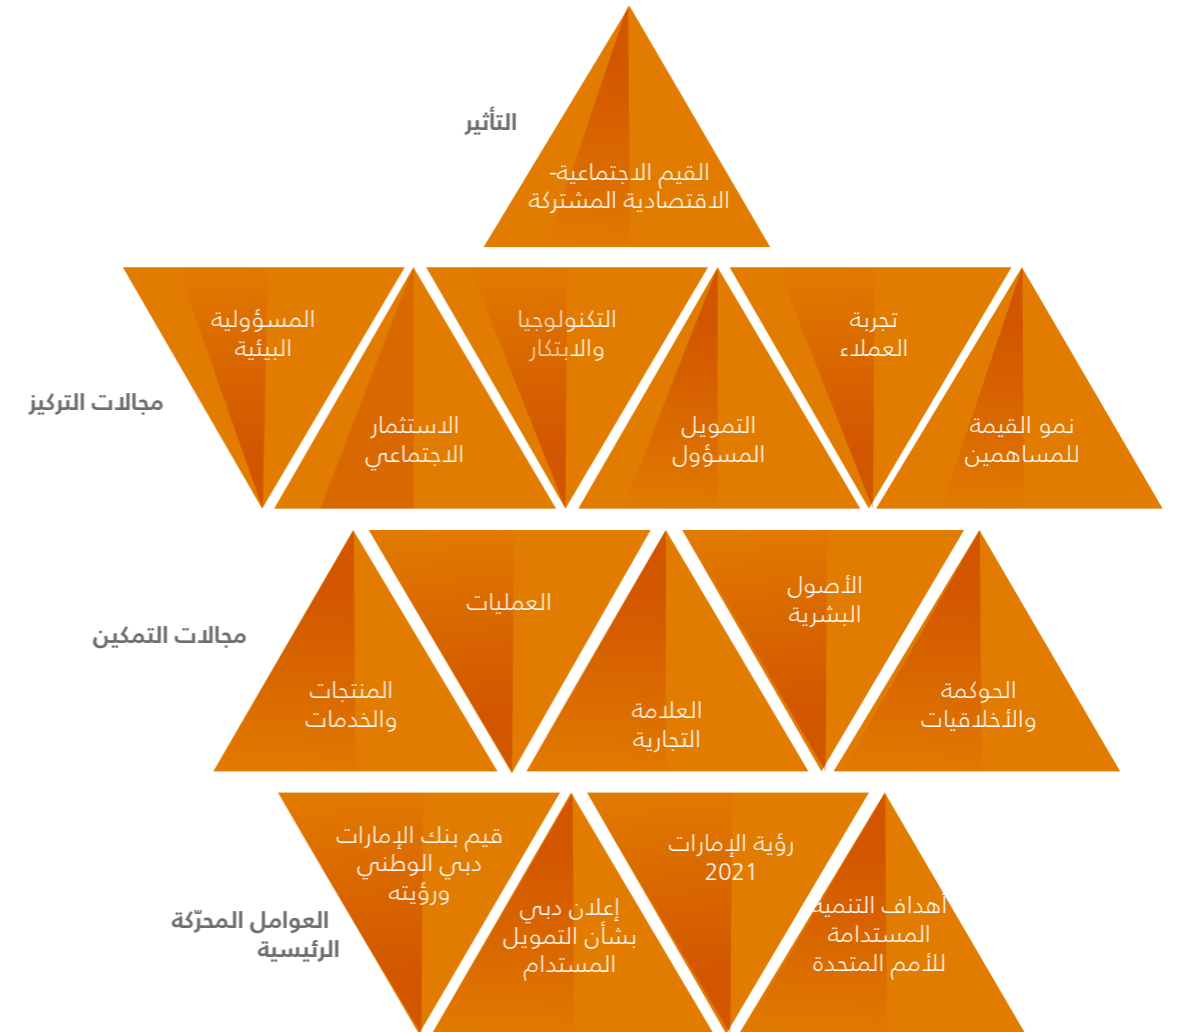 التأثير
القيم الاجتماعية-
الاقتصادية المشتركة
مجالات التركيز
تجربة
العملاء
التكنولوجيا
والابتكار
المسؤولية
البيئية
نمو القيمة
للمساهمين
التمويل
المسؤول
الاستثمار
الاجتماعي
مجالات التمكين
الأصول
البشرية
العمليات
الحوكمة
والأخلاقيات
العلامة
التجارية
المنتجات
والخدمات
العوامل المحرّكة
الرئيسية
رؤية الإمارات
2021
قيم بنك الإمارات
دبي الوطني
ورؤيته
أهداف التنمية
المستدامة
للأمم المتحدة
إعلان دبي
بشأن التمويل
المستدام